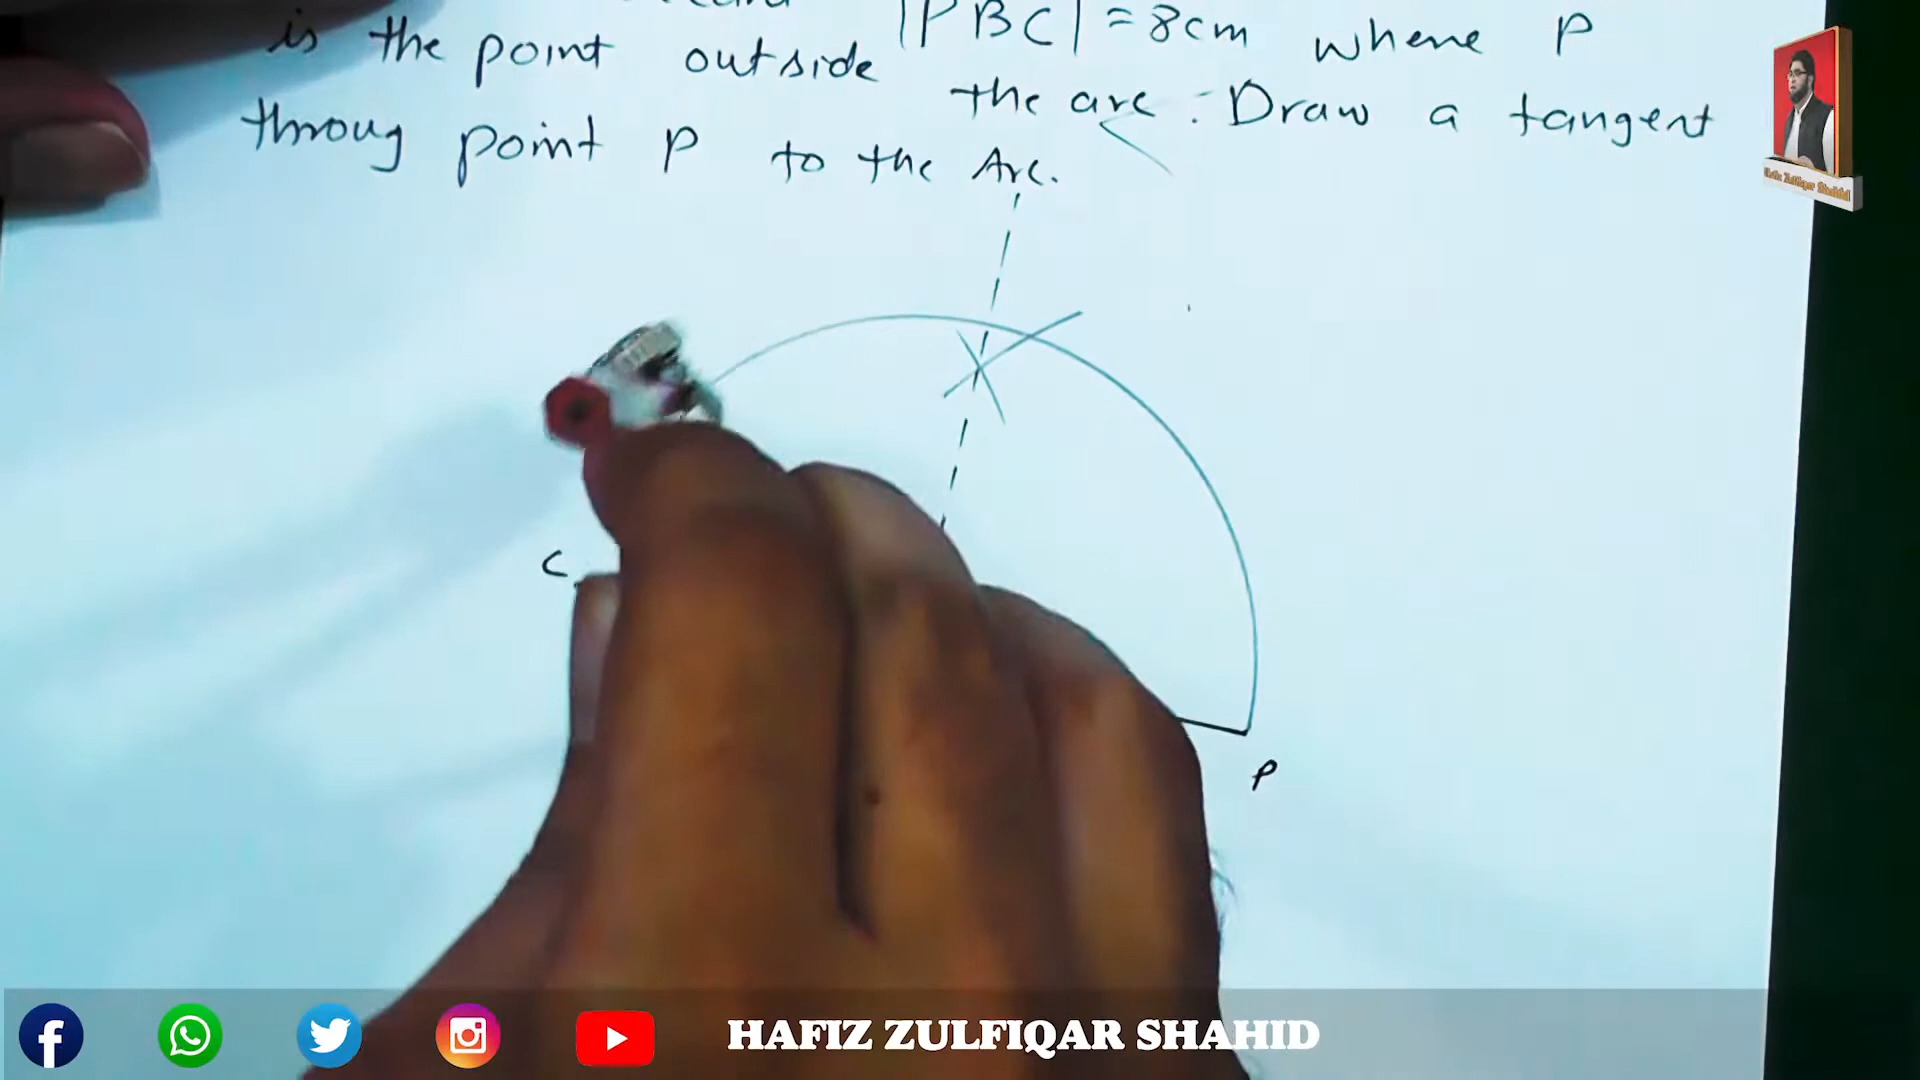 |PBC| = 8cm where P
is the point outside the arc. Draw a tangent
throug point P to the Arc.
C
P
HAFIZ ZULFIQAR SHAHID